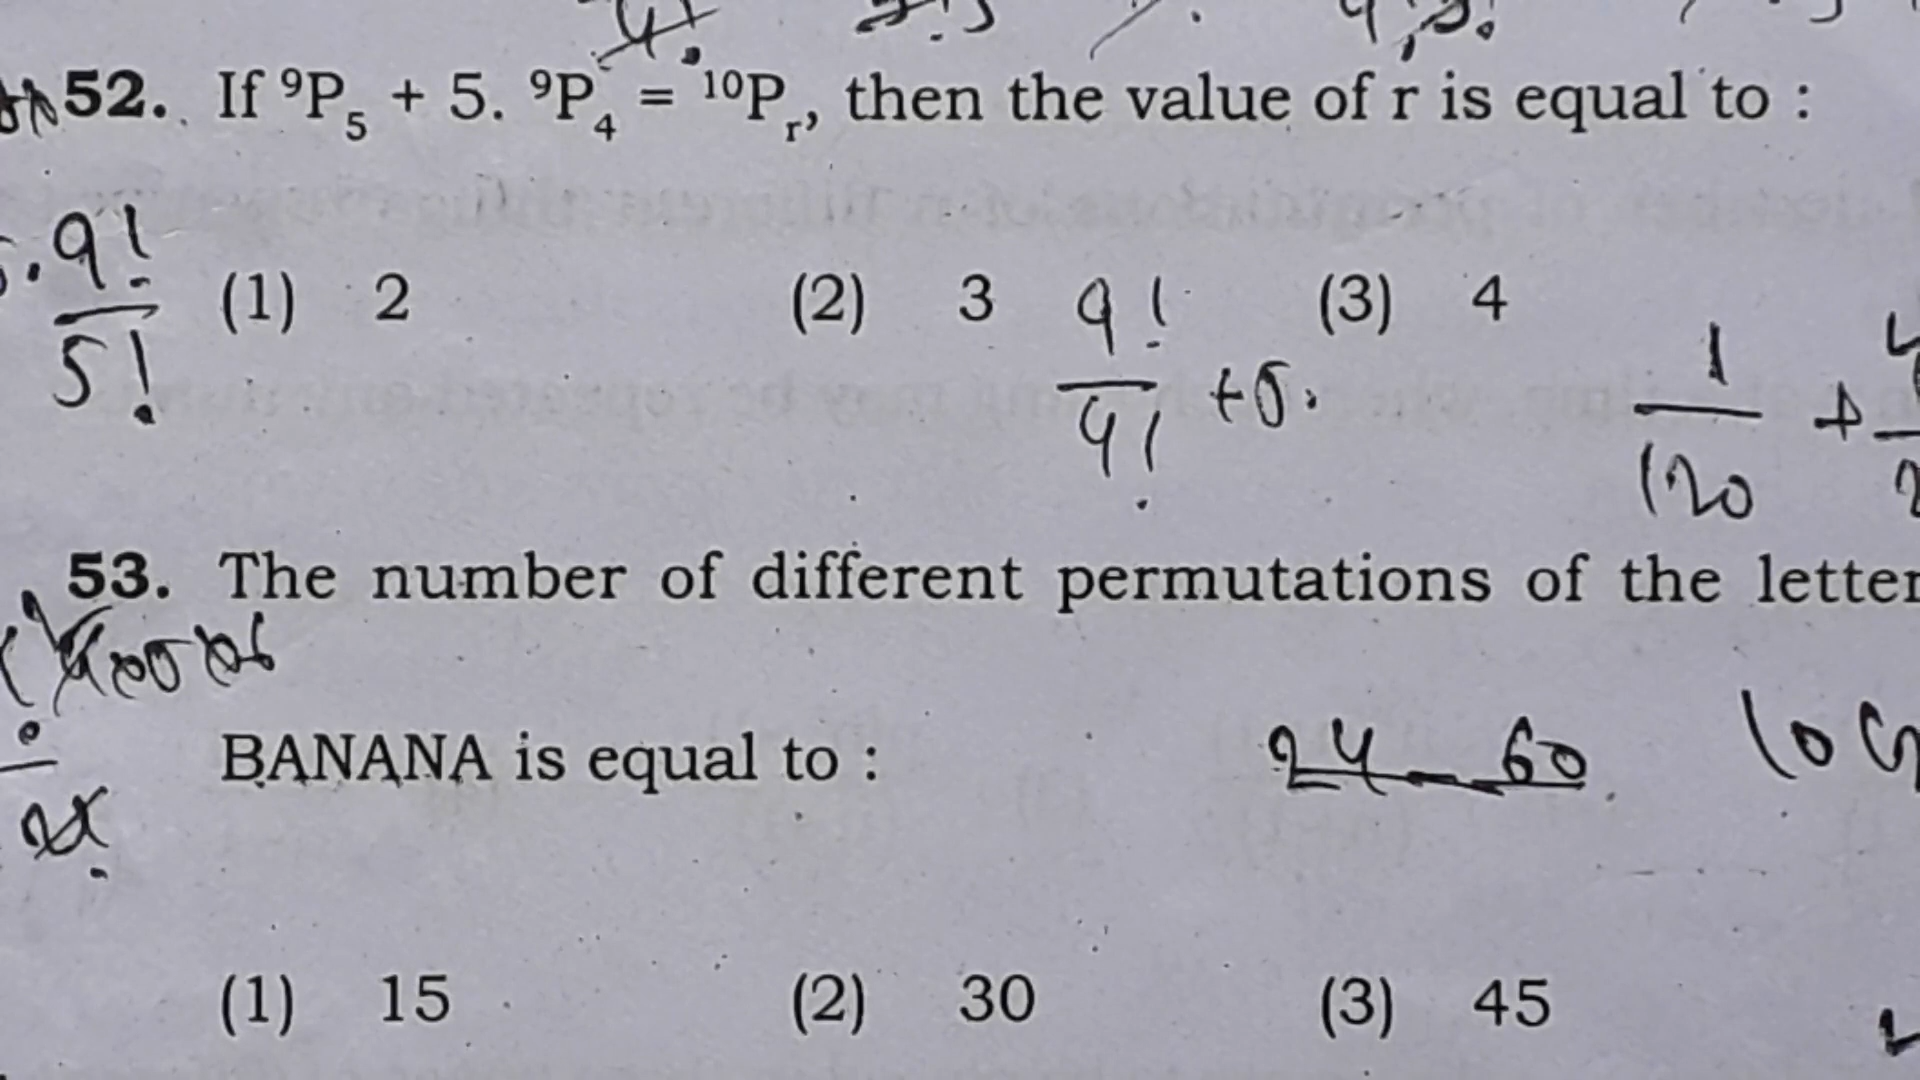 52. If ⁹P₅ + 5. ⁹P₄ = ¹⁰Pᵣ, then the value of r is equal to :
(1) 2 (2) 3 (3) 4
9!
5!
9!
4!
+5.
1
120
+
53. The number of different permutations of the letter
BANANA is equal to :
24 60
(1) 15 (2) 30 (3) 45